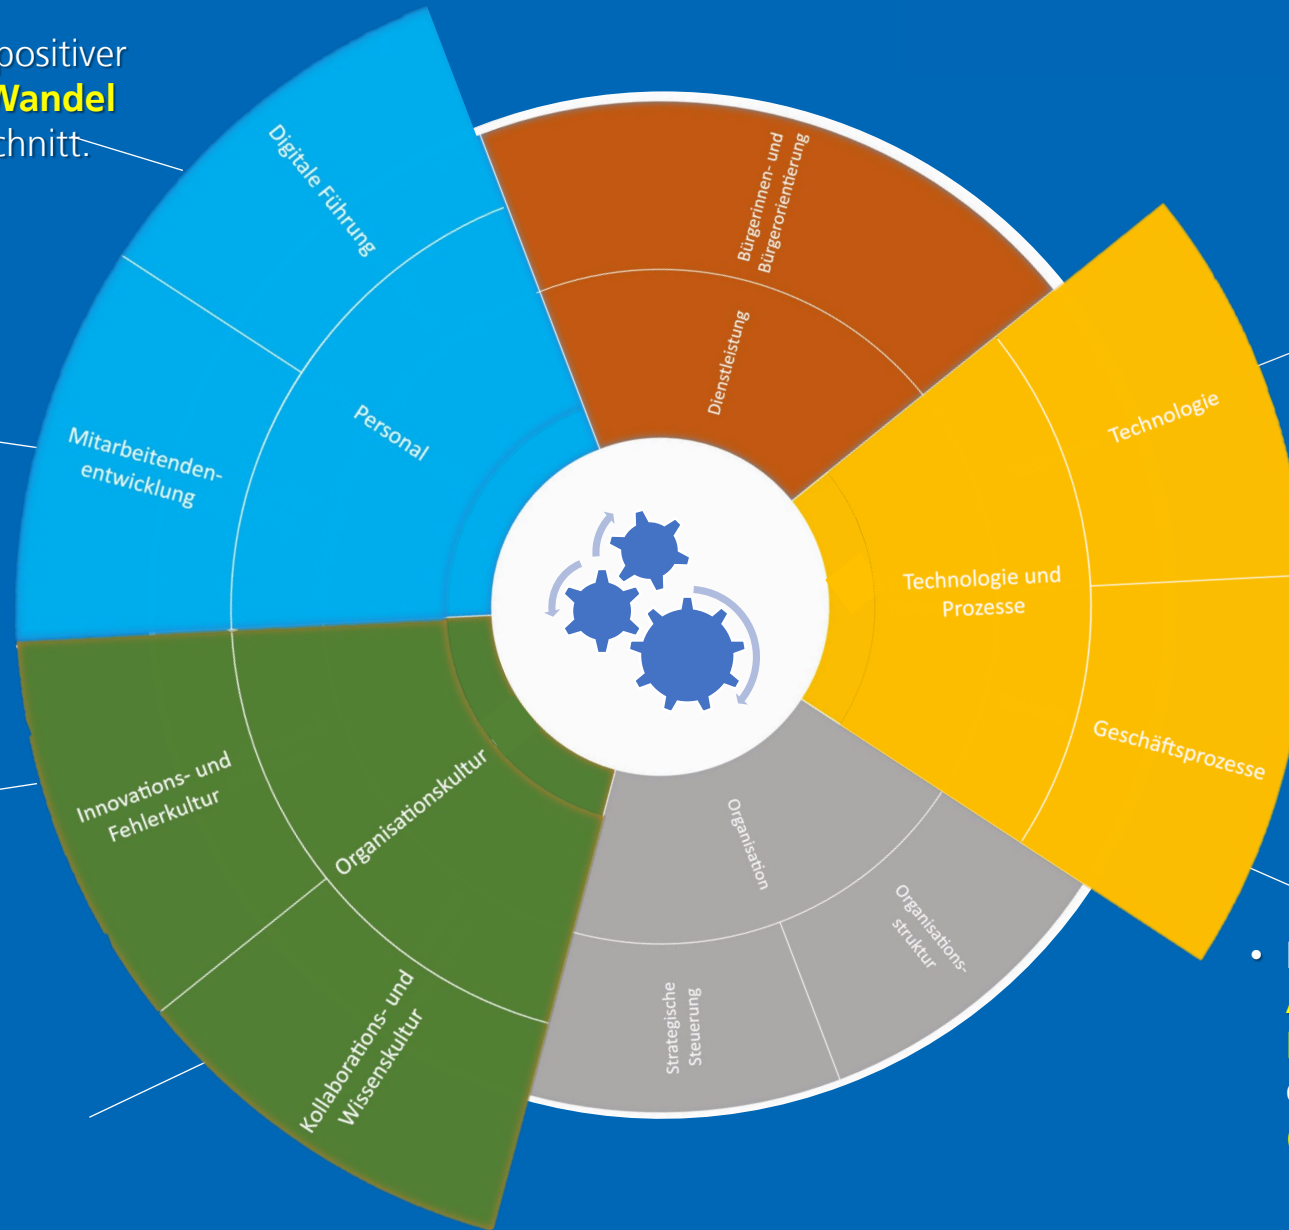 positiver
Wandel
chnitt.
Digitale Führung
Mitarbeitenden-
entwicklung
Personal
Bürgerinnen- und
Bürgerorientierung
Dienstleistung
Technologie
Technologie und
Prozesse
Geschäftsprozesse
Innovations- und
Fehlerkultur
Organisationskultur
Kollaborations- und
Wissenskultur
Organisation
Organisations-
struktur
Strategische
Steuerung